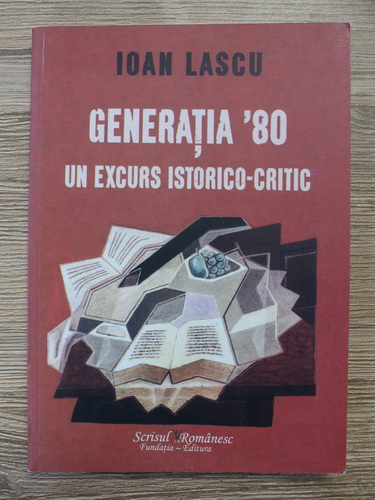 IOAN LASCU
GENERAȚIA '80
UN EXCURS ISTORICO-CRITIC
Scrisul Românesc
Fundația – Editura